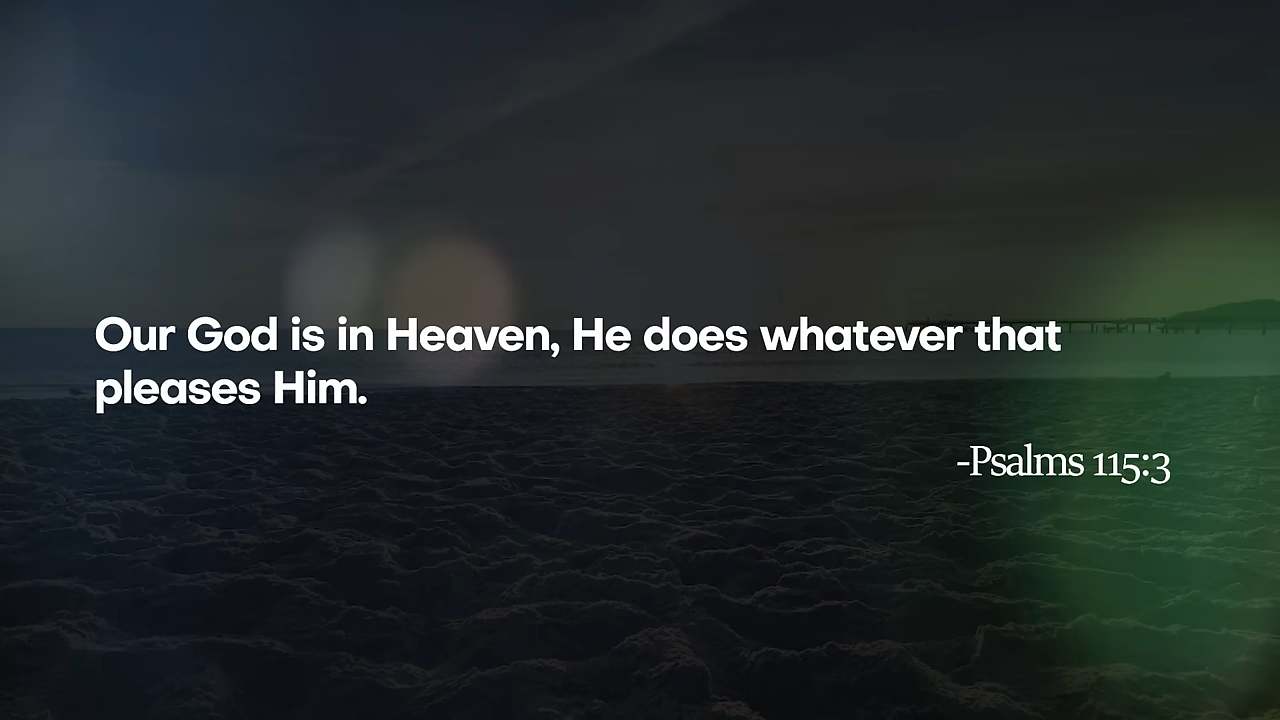 Our God is in Heaven, He does whatever that
pleases Him.
-Psalms 115:3